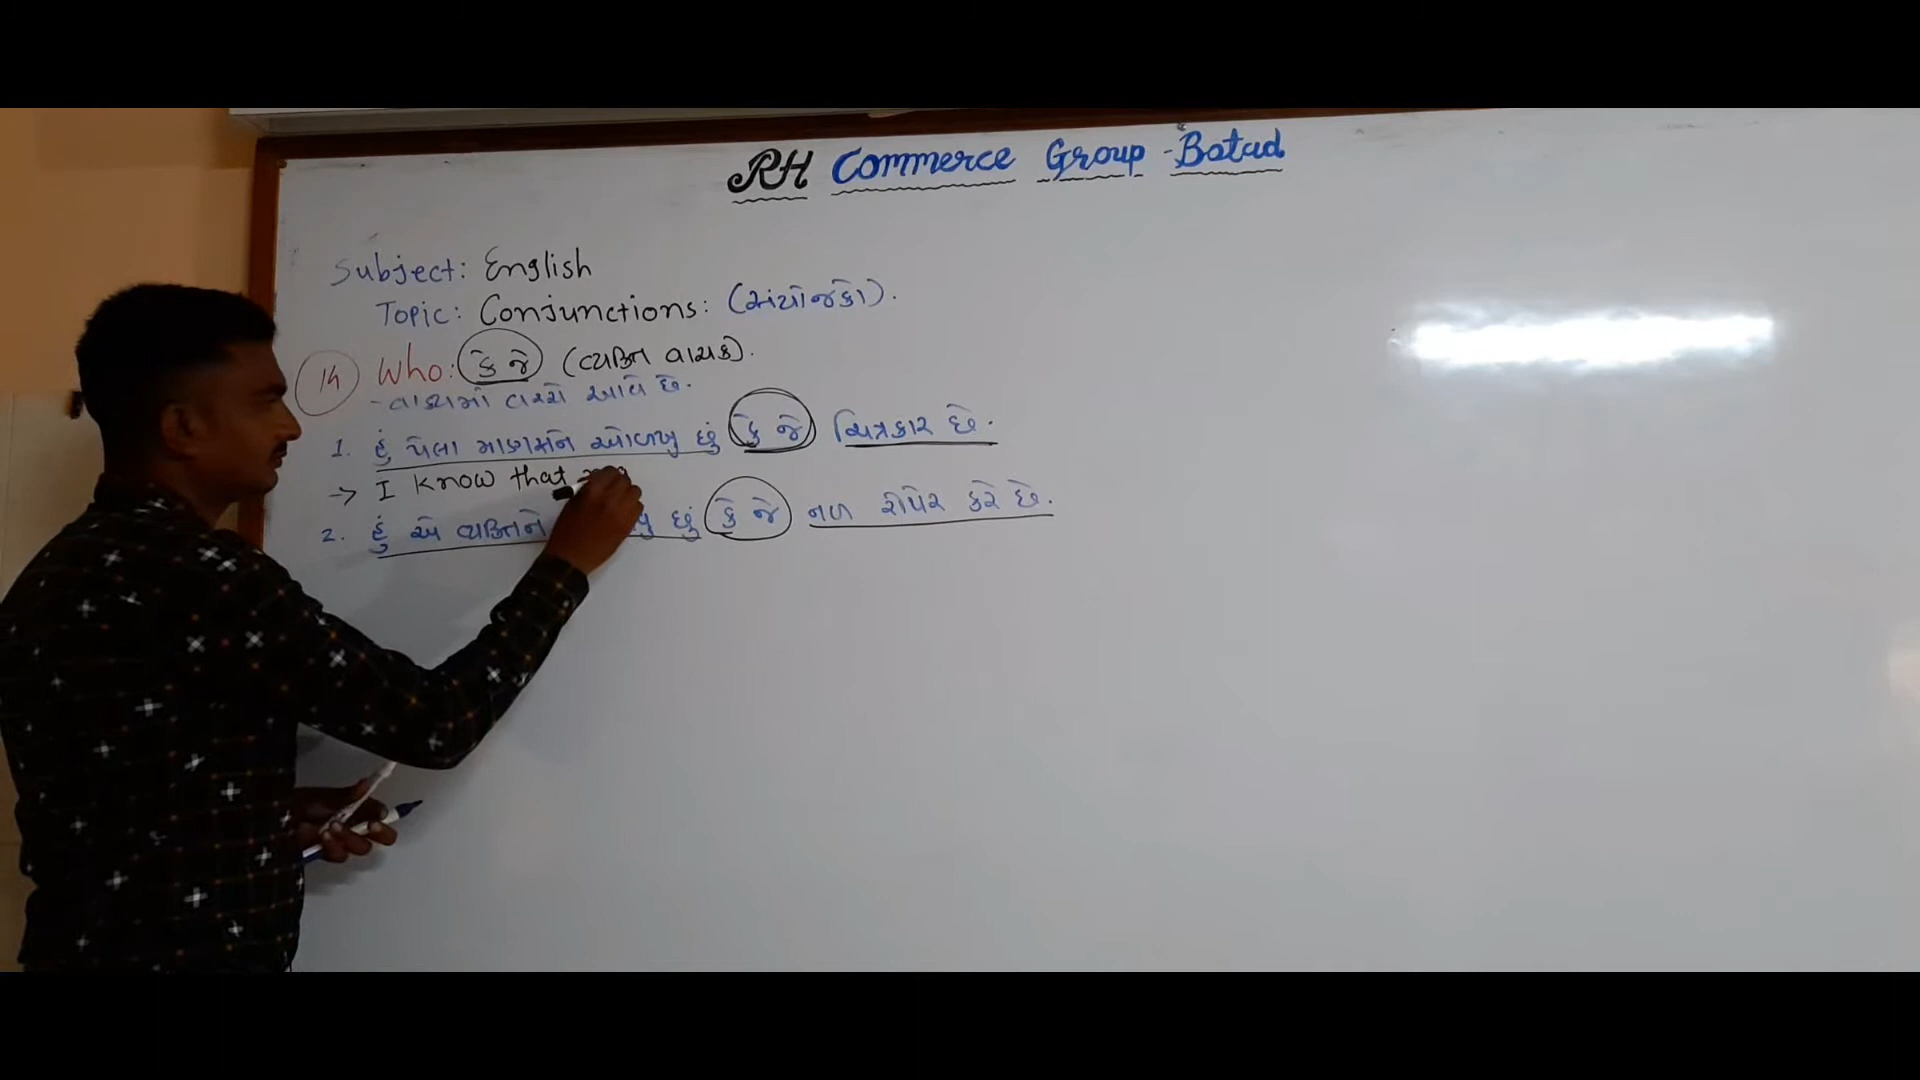 RH Commerce Group - Botad
Subject: English
Topic: Conjunctions: (સંયોજકો).
14 Who: કે જે (વ્યક્તિ વાચક).
- વાક્યમાં વચ્ચે આવે છે.
1. હું પેલા માણસને ઓળખુ છું કે જે ચિત્રકાર છે.
→ I know that
2. હું એ વ્યક્તિને છું કે જે નળ રીપેર કરે છે.